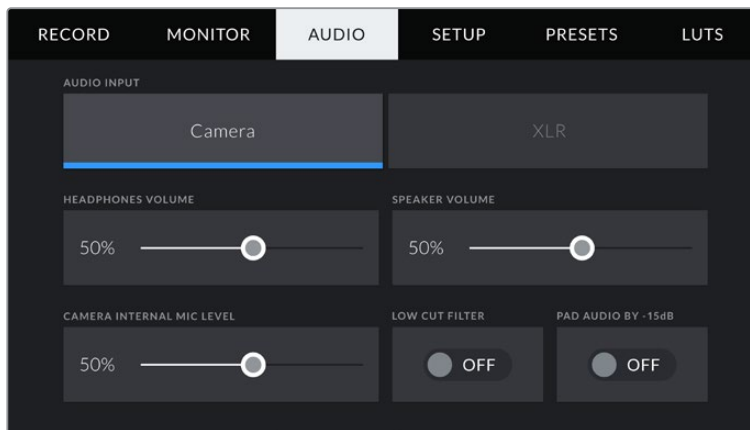 RECORD MONITOR AUDIO SETUP PRESETS LUTS
AUDIO INPUT
Camera XLR
HEADPHONES VOLUME SPEAKER VOLUME
50% 50%
CAMERA INTERNAL MIC LEVEL LOW CUT FILTER PAD AUDIO BY -15dB
50% OFF OFF